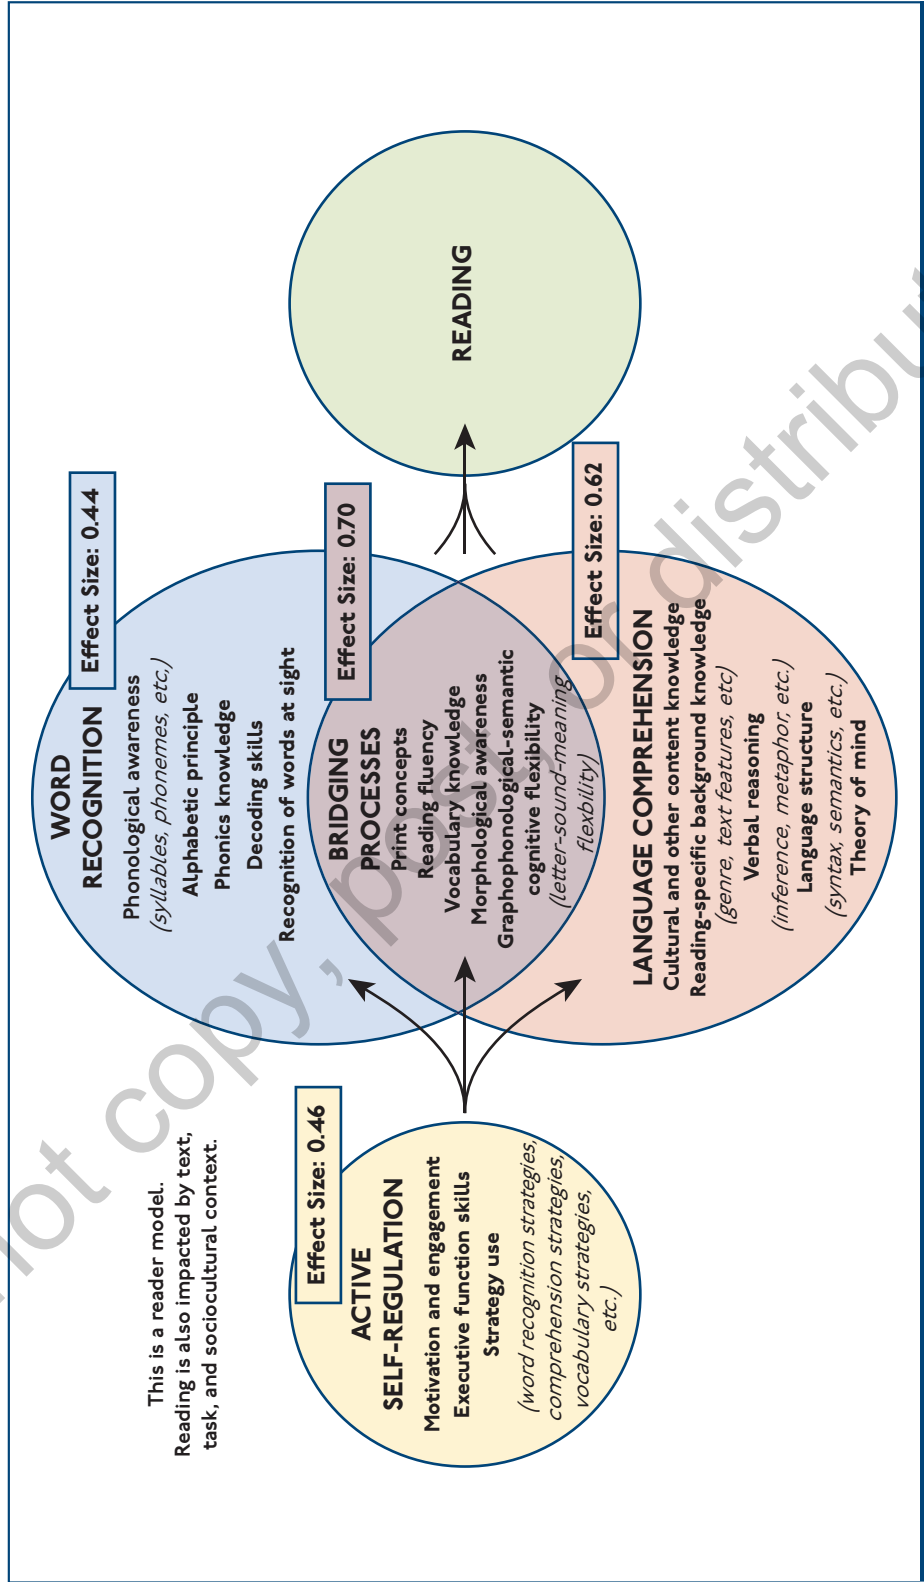 This is a reader model.
Reading is also impacted by text,
task, and sociocultural context.
Effect Size: 0.46
ACTIVE
SELF-REGULATION
Motivation and engagement
Executive function skills
Strategy use
(word recognition strategies,
comprehension strategies,
vocabulary strategies,
etc.)
WORD
RECOGNITION
Effect Size: 0.44
Phonological awareness
(syllables, phonemes, etc,)
Alphabetic principle
Phonics knowledge
Decoding skills
Recognition of words at sight
BRIDGING
PROCESSES
Effect Size: 0.70
Print concepts
Reading fluency
Vocabulary knowledge
Morphological awareness
Graphophonological-semantic
cognitive flexibility
(letter-sound-meaning
flexbility)
Effect Size: 0.62
LANGUAGE COMPREHENSION
Cultural and other content knowledge
Reading-specific background knowledge
(genre, text features, etc)
Verbal reasoning
(inference, metaphor, etc.)
Language structure
(syntax, semantics, etc.)
Theory of mind
READING
not copy, post, or distribu